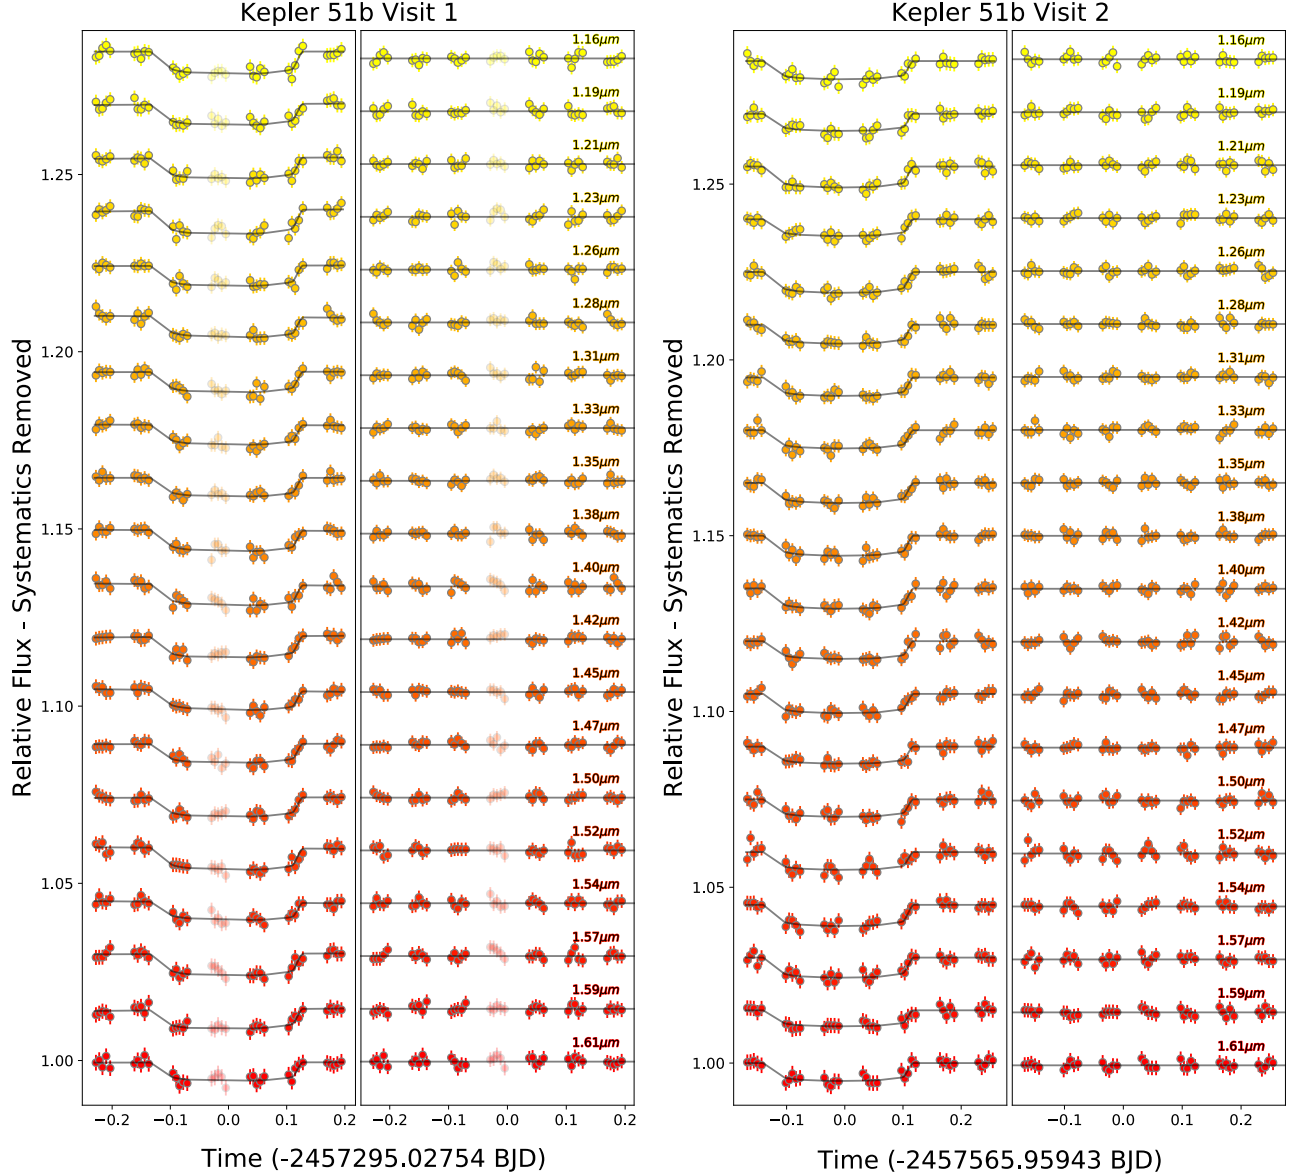 Kepler 51b Visit 1
Kepler 51b Visit 2
Relative Flux - Systematics Removed
1.25
1.20
1.15
1.10
1.05
1.00
1.16μm
1.19μm
1.21μm
1.23μm
1.26μm
1.28μm
1.31μm
1.33μm
1.35μm
1.38μm
1.40μm
1.42μm
1.45μm
1.47μm
1.50μm
1.52μm
1.54μm
1.57μm
1.59μm
1.61μm
−0.2 −0.1 0.0 0.1 0.2
−0.2 −0.1 0.0 0.1 0.2
Time (-2457295.02754 BJD)
Relative Flux - Systematics Removed
1.25
1.20
1.15
1.10
1.05
1.00
1.16μm
1.19μm
1.21μm
1.23μm
1.26μm
1.28μm
1.31μm
1.33μm
1.35μm
1.38μm
1.40μm
1.42μm
1.45μm
1.47μm
1.50μm
1.52μm
1.54μm
1.57μm
1.59μm
1.61μm
−0.1 0.0 0.1 0.2
−0.1 0.0 0.1 0.2
Time (-2457565.95943 BJD)